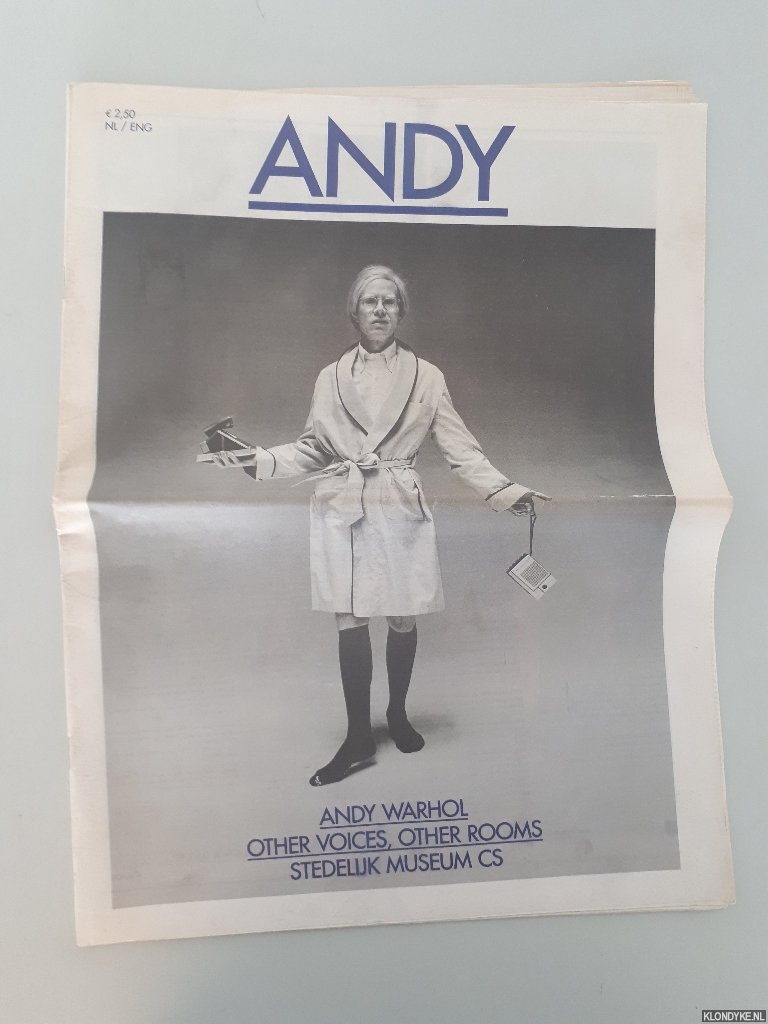 € 2,50
NL / ENG
ANDY
ANDY WARHOL
OTHER VOICES, OTHER ROOMS
STEDELIJK MUSEUM CS
KLONDYKE.NL